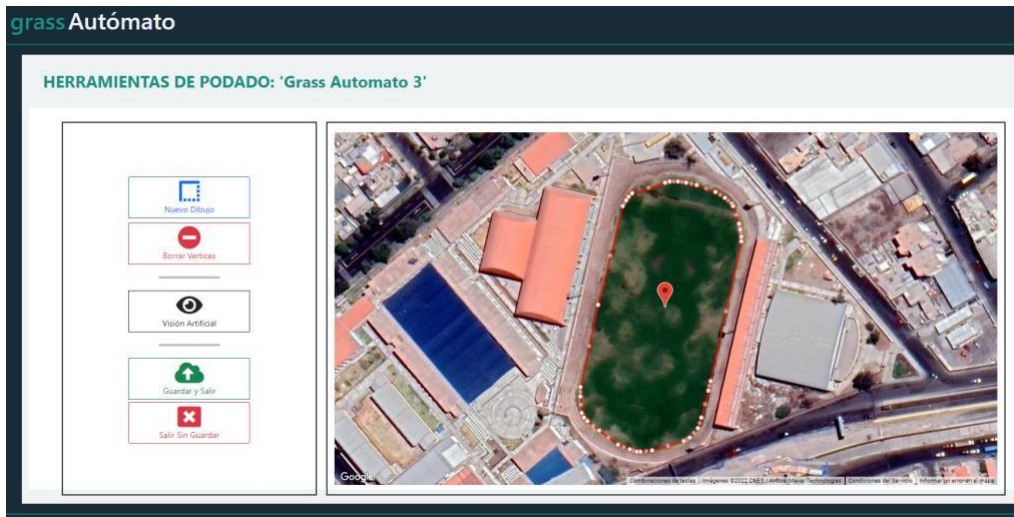 grass Autómato
HERRAMIENTAS DE PODADO: 'Grass Automato 3'
Nuevo Dibujo
Borrar Vertices
Visión Artificial
Guardar y Salir
Salir Sin Guardar
Google
Combinaciones de teclas Imágenes ©2022 CNES / Airbus, Maxar Technologies Condiciones del Servicio Informar un error en el mapa